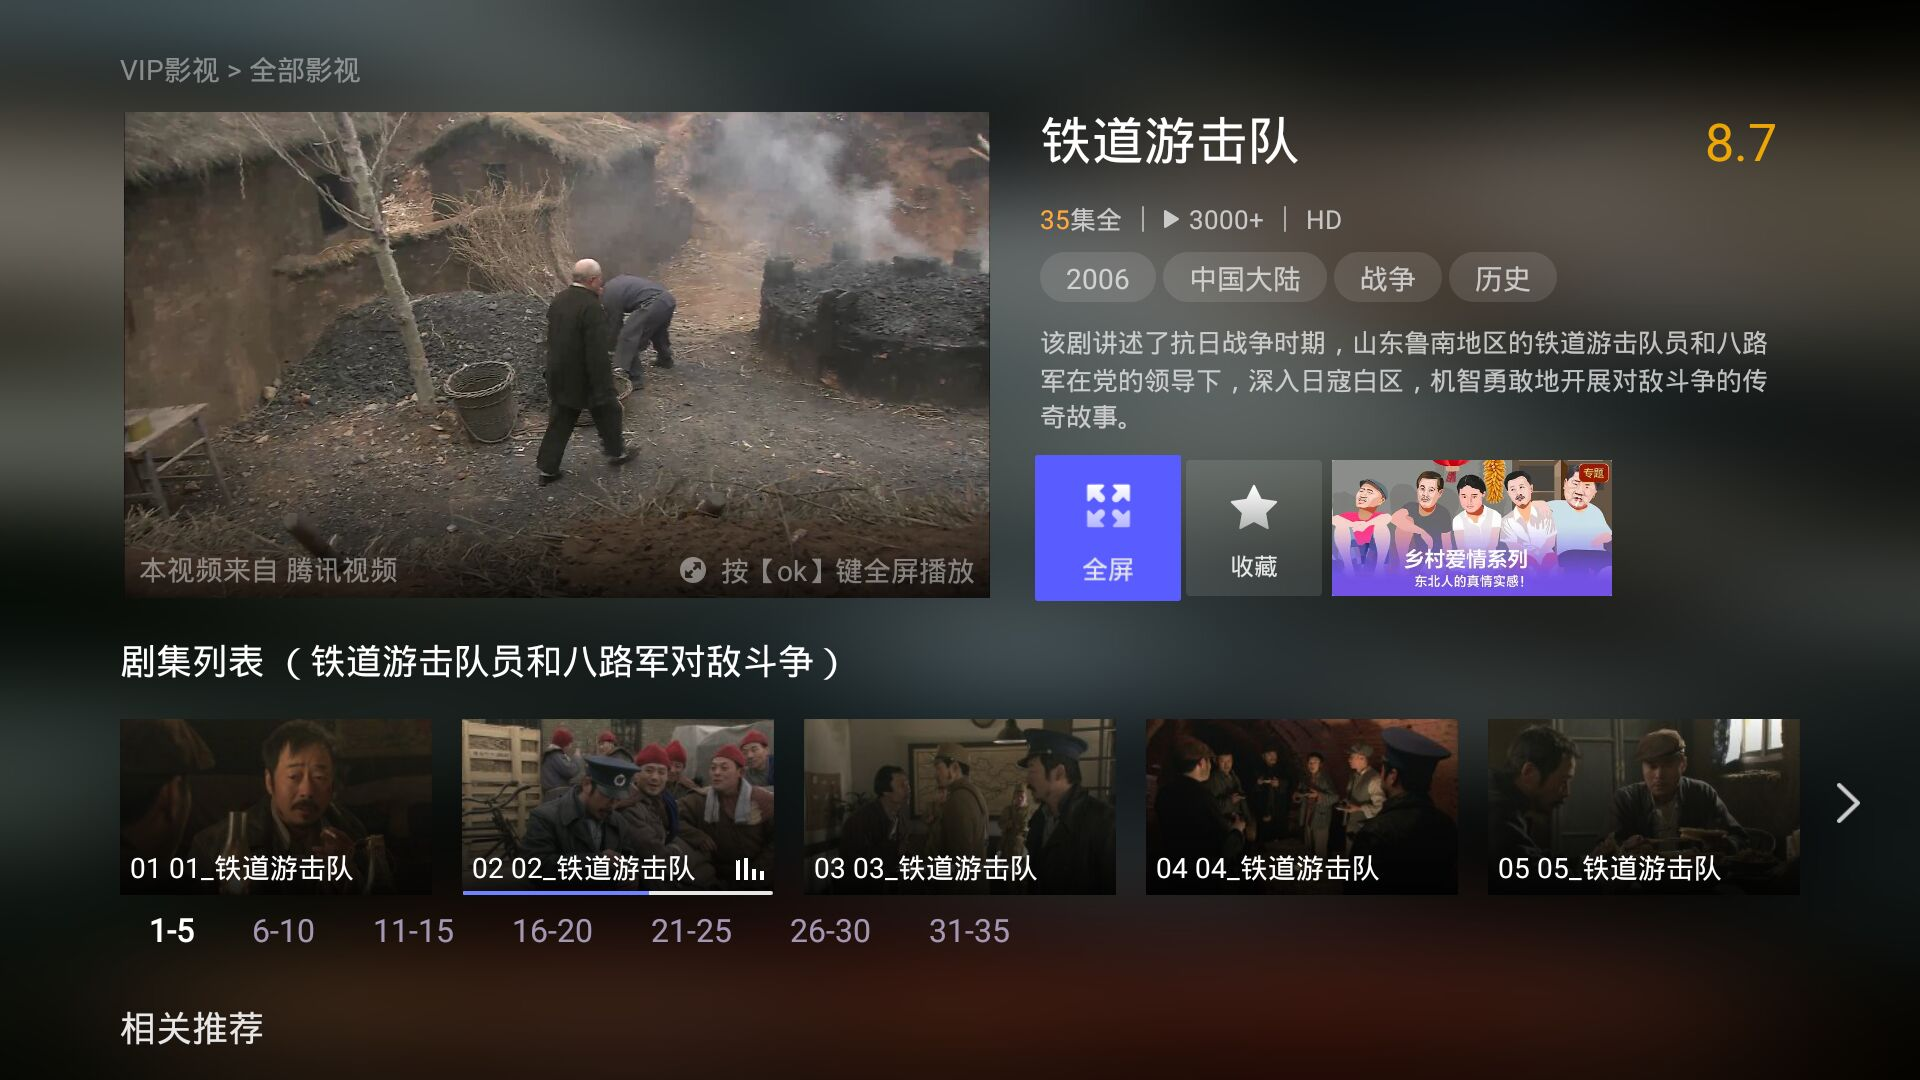 VIP影视 > 全部影视
本视频来自 腾讯视频
按【ok】键全屏播放
铁道游击队
8.7
35集全 | 3000+ | HD
2006 中国大陆 战争 历史
该剧讲述了抗日战争时期，山东鲁南地区的铁道游击队员和八路
军在党的领导下，深入日寇白区，机智勇敢地开展对敌斗争的传
奇故事。
全屏
收藏
专题
乡村爱情系列
东北人的真情实感！
剧集列表（铁道游击队员和八路军对敌斗争）
01 01_铁道游击队
02 02_铁道游击队
03 03_铁道游击队
04 04_铁道游击队
05 05_铁道游击队
1-5 6-10 11-15 16-20 21-25 26-30 31-35
相关推荐